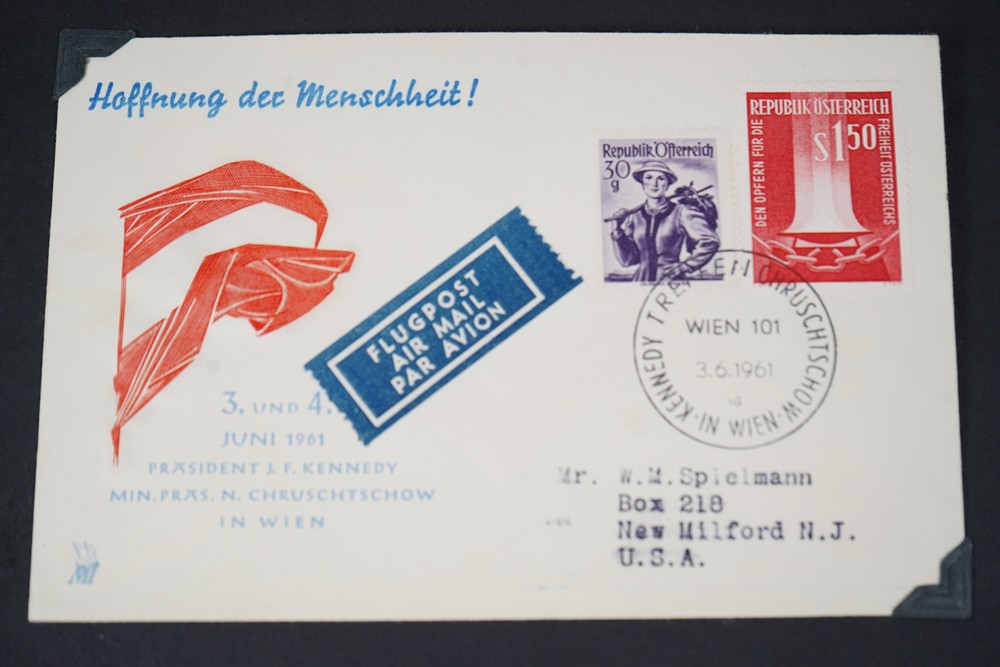 Hoffnung der Menschheit!
Republik Österreich
30
g
REPUBLIK ÖSTERREICH
S 1 50
DEN OPFERN FÜR DIE
FREIHEIT ÖSTERREICHS
FLUGPOST
AIR MAIL
PAR AVION
KENNEDY TREFFEN CHRUSCHTSCHOW · IN WIEN ·
WIEN 101
3.6.1961
3. UND 4.
JUNI 1961
PRÄSIDENT J. F. KENNEDY
MIN. PRÄS. N. CHRUSCHTSCHOW
IN WIEN
Mr. W.M.Spielmann
Box 218
New Milford N.J.
U.S.A.